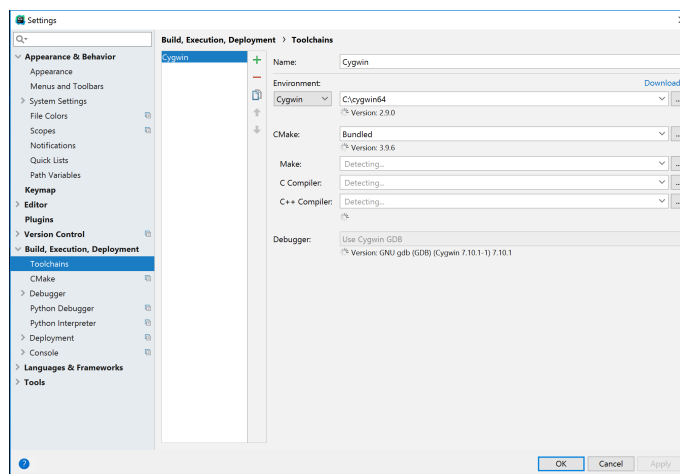 Settings
Build, Execution, Deployment > Toolchains
Appearance & Behavior
Appearance
Menus and Toolbars
System Settings
File Colors
Scopes
Notifications
Quick Lists
Path Variables
Keymap
Editor
Plugins
Version Control
Build, Execution, Deployment
Toolchains
CMake
Debugger
Python Debugger
Python Interpreter
Deployment
Console
Languages & Frameworks
Tools
Cygwin
Name: Cygwin
Environment: Download
Cygwin C:\cygwin64 ...
Version: 2.9.0
CMake: Bundled ...
Version: 3.9.6
Make: Detecting... ...
C Compiler: Detecting... ...
C++ Compiler: Detecting... ...
Debugger: Use Cygwin GDB
Version: GNU gdb (GDB) (Cygwin 7.10.1-1) 7.10.1
? OK Cancel Apply